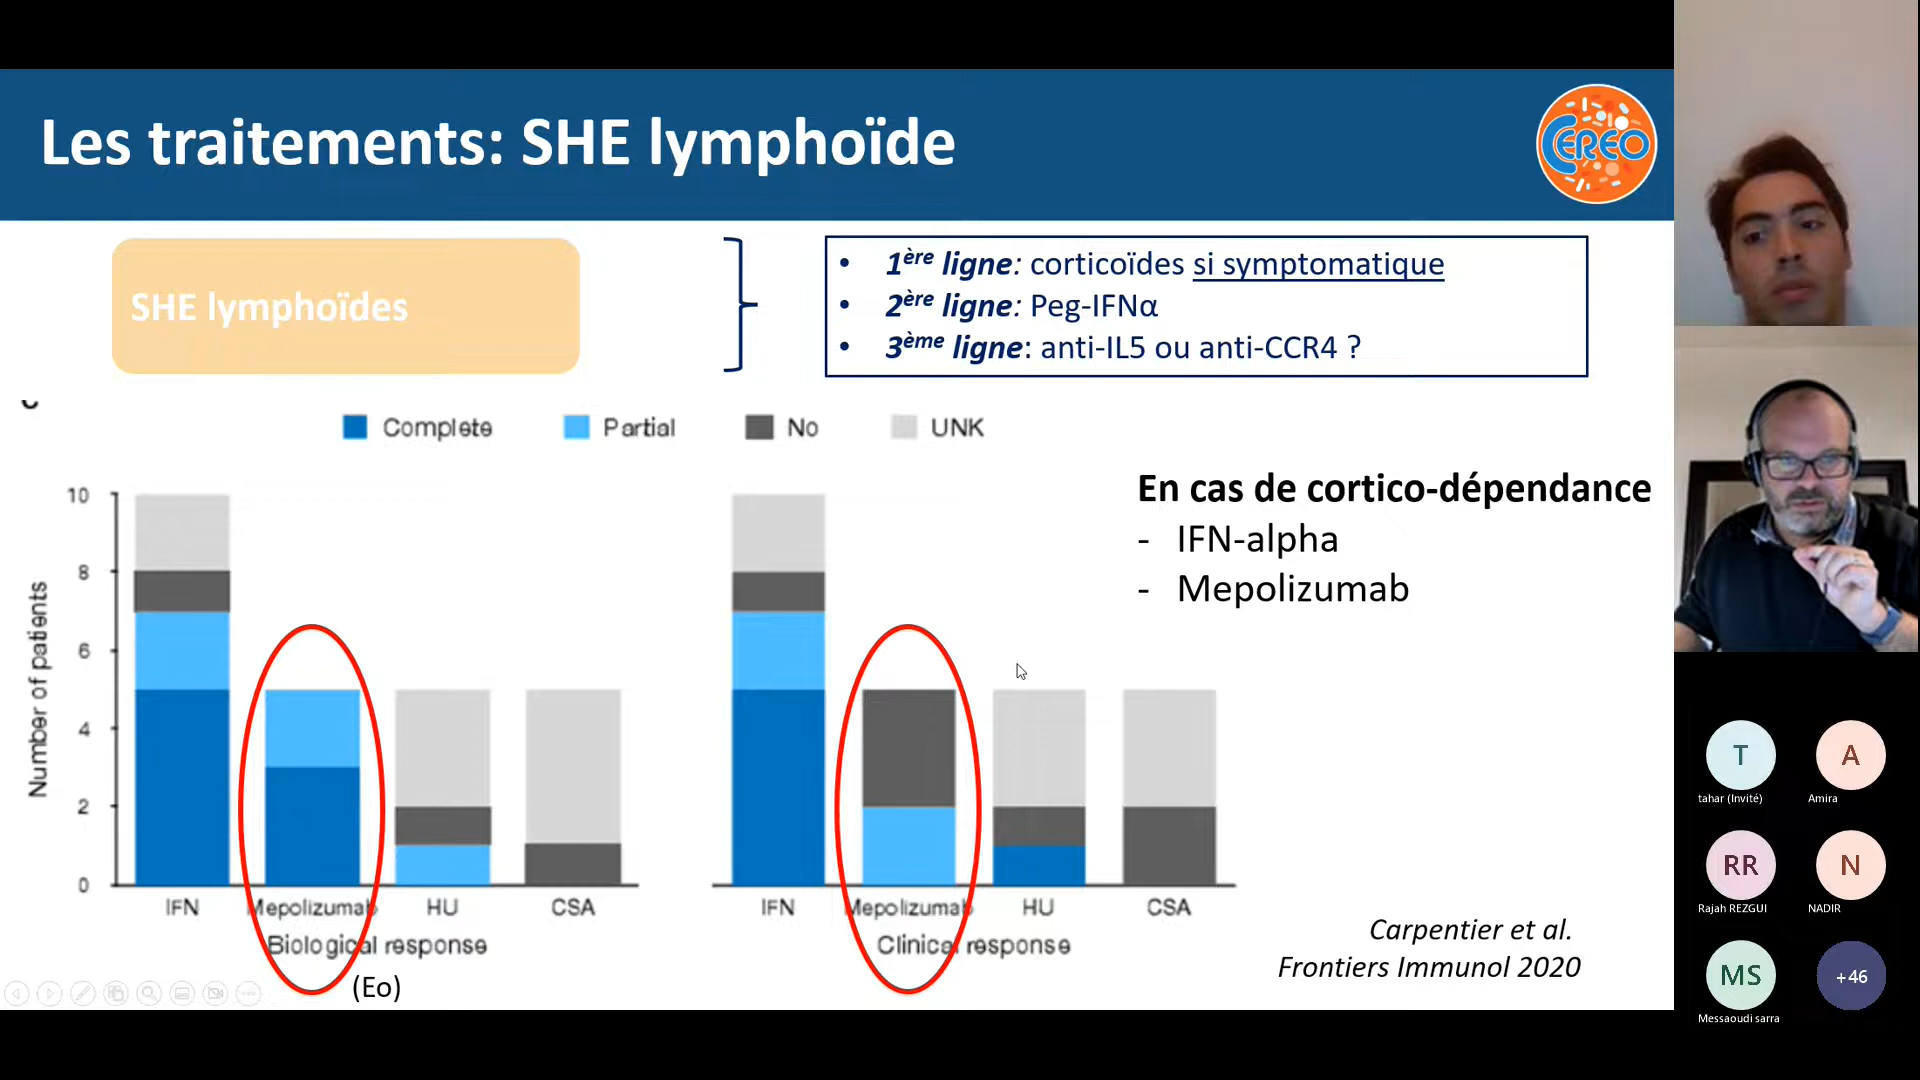 Les traitements: SHE lymphoïde
CEREO
SHE lymphoïdes
• 1ère ligne: corticoïdes si symptomatique
• 2ère ligne: Peg-IFNα
• 3ème ligne: anti-IL5 ou anti-CCR4 ?
Complete Partial No UNK
Number of patients
10
8
6
4
2
0
IFN Mepolizumab HU CSA
Biological response
(Eo)
IFN Mepolizumab HU CSA
Clinical response
En cas de cortico-dépendance
- IFN-alpha
- Mepolizumab
Carpentier et al.
Frontiers Immunol 2020
T
tahar (Invité)
A
Amira
RR
Rajah REZGUI
N
NADIR
MS
Messaoudi sarra
+46